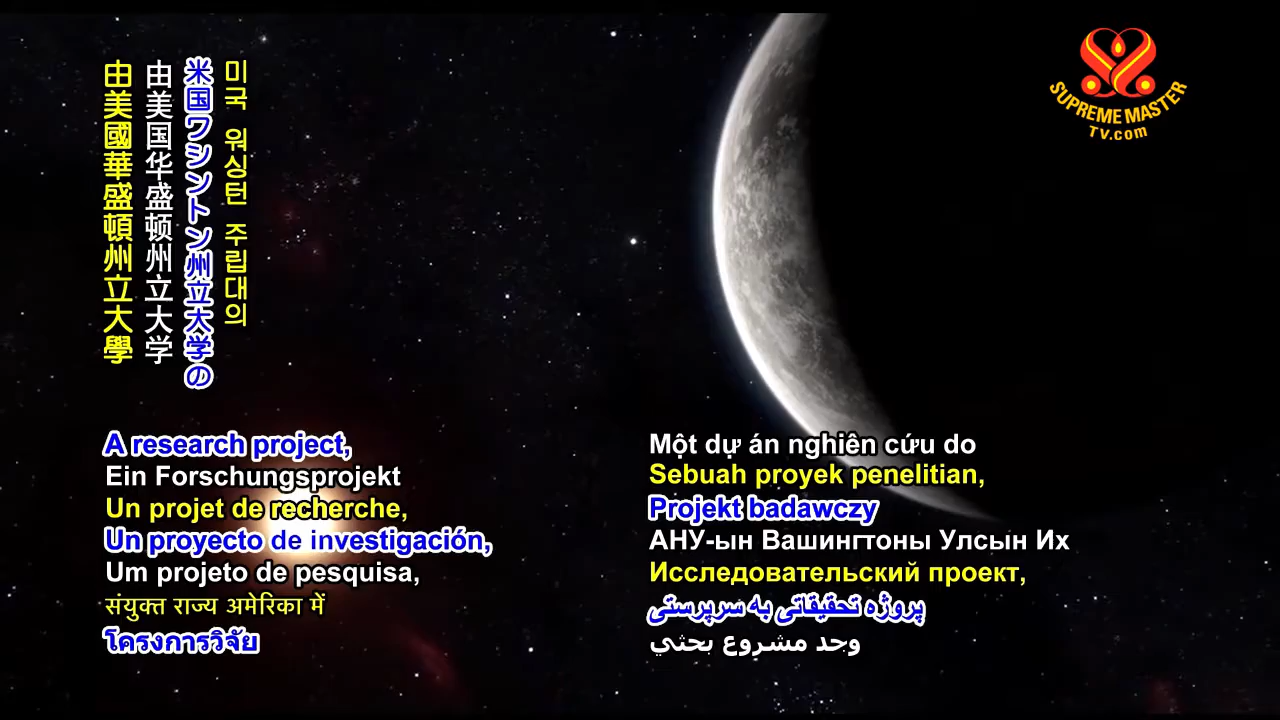 由美國華盛頓州立大學
由美国华盛顿州立大学
米国ワシントン州立大学の
미국 워싱턴 주립대의
SUPREME MASTER
TV.com
A research project,
Ein Forschungsprojekt
Un projet de recherche,
Un proyecto de investigación,
Um projeto de pesquisa,
संयुक्त राज्य अमेरिका में
โครงการวิจัย
Một dự án nghiên cứu do
Sebuah proyek penelitian,
Projekt badawczy
АНУ-ын Вашингтоны Улсын Их
Исследовательский проект,
پروژه تحقیقاتی به سرپرستی
وجد مشروع بحثي